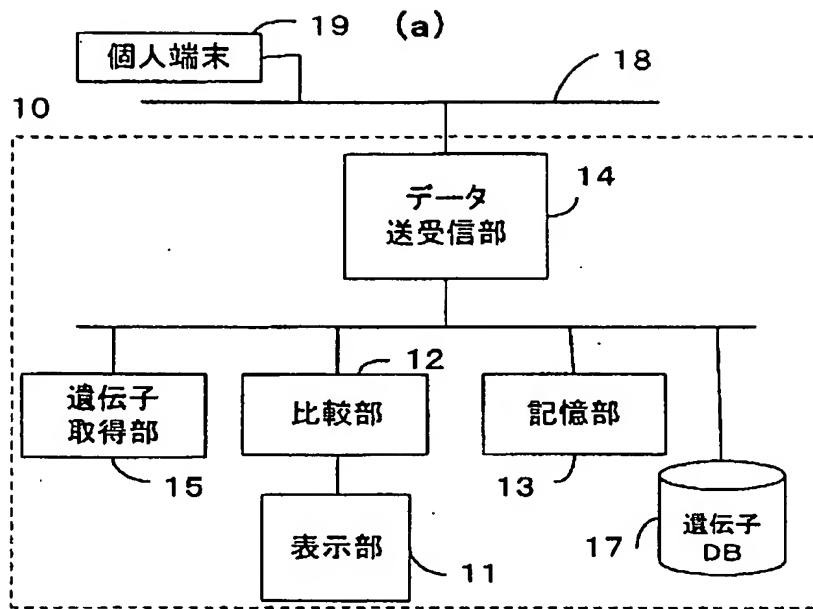 19
(a)
個人端末
18
10
データ
送受信部
14
遺伝子
取得部
15
12
比較部
記憶部
13
表示部
11
遺伝子
DB
17